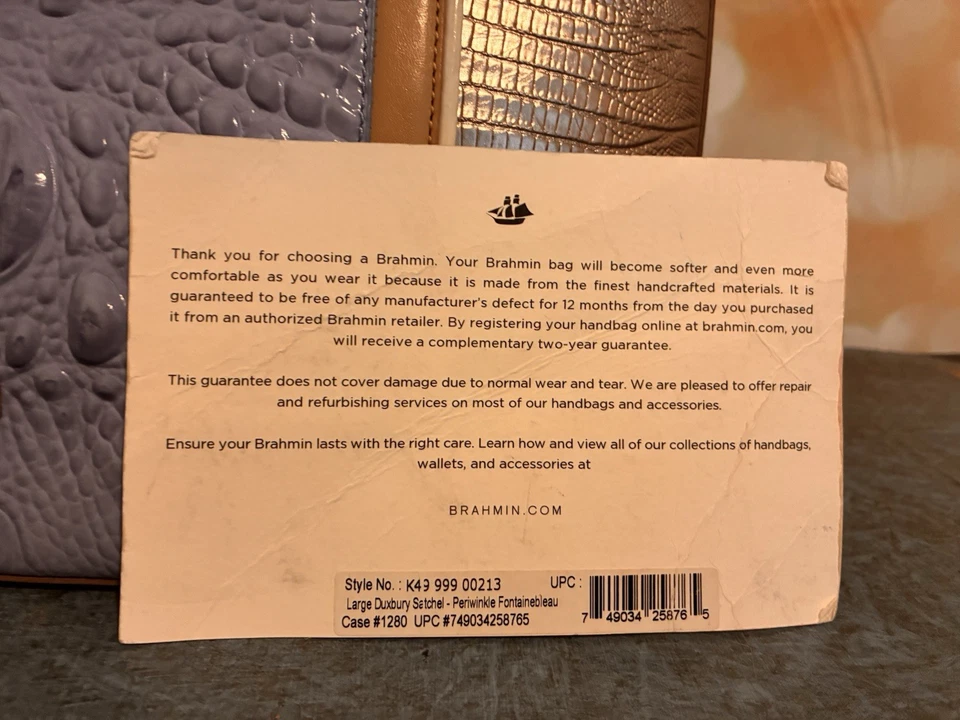 Thank you for choosing a Brahmin. Your Brahmin bag will become softer and even more
comfortable as you wear it because it is made from the finest handcrafted materials. It is
guaranteed to be free of any manufacturer's defect for 12 months from the day you purchased
it from an authorized Brahmin retailer. By registering your handbag online at brahmin.com, you
will receive a complementary two-year guarantee.
This guarantee does not cover damage due to normal wear and tear. We are pleased to offer repair
and refurbishing services on most of our handbags and accessories.
Ensure your Brahmin lasts with the right care. Learn how and view all of our collections of handbags,
wallets, and accessories at
BRAHMIN.COM
Style No. : K49 999 00213 UPC :
Large Duxbury Satchel - Periwinkle Fontainebleau
Case #1280 UPC #749034258765
7 49034 25876 5